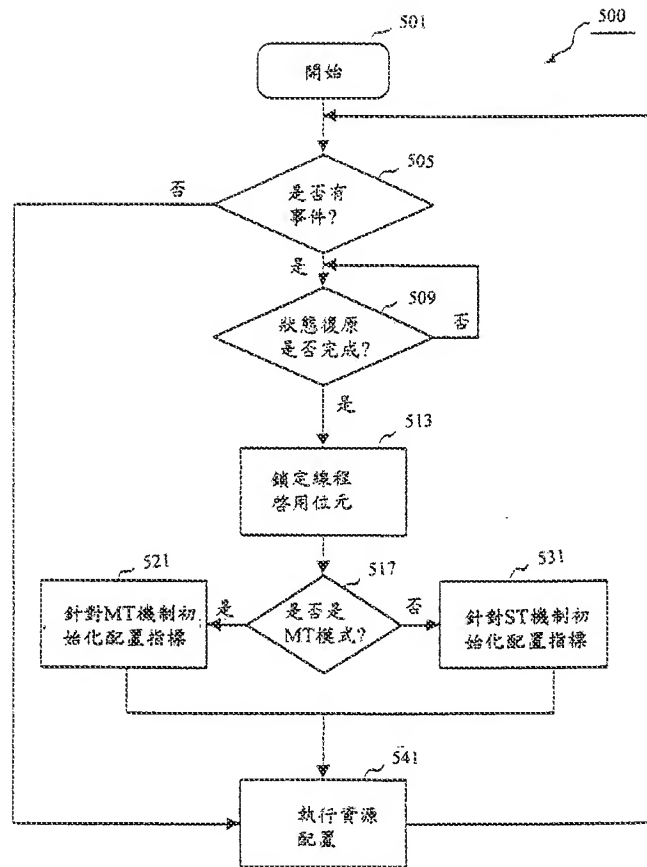 500
501
開始
505
是否有
事件?
否
是
509
狀態復原
是否完成?
否
是
513
鎖定線程
啓用位元
517
是否是
MT模式?
是
否
521
針對MT機制初
始化配置指標
531
針對ST機制初
始化配置指標
541
執行資源
配置